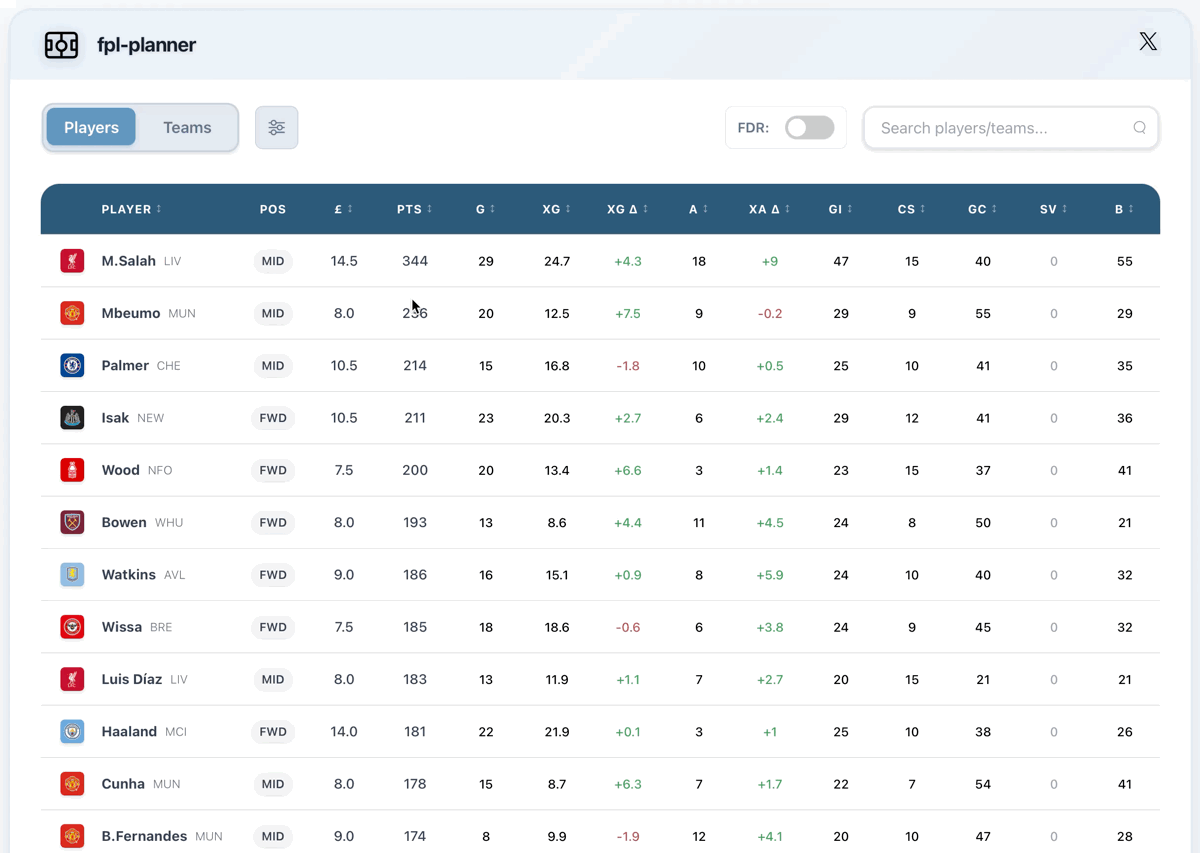 fpl-planner
Players Teams FDR: Search players/teams...
PLAYER ↕ POS £ ↕ PTS ↕ G ↕ XG ↕ XG Δ ↕ A ↕ XA Δ ↕ GI ↕ CS ↕ GC ↕ SV ↕ B ↕
M.Salah LIV MID 14.5 344 29 24.7 +4.3 18 +9 47 15 40 0 55
Mbeumo MUN MID 8.0 236 20 12.5 +7.5 9 -0.2 29 9 55 0 29
Palmer CHE MID 10.5 214 15 16.8 -1.8 10 +0.5 25 10 41 0 35
Isak NEW FWD 10.5 211 23 20.3 +2.7 6 +2.4 29 12 41 0 36
Wood NFO FWD 7.5 200 20 13.4 +6.6 3 +1.4 23 15 37 0 41
Bowen WHU FWD 8.0 193 13 8.6 +4.4 11 +4.5 24 8 50 0 21
Watkins AVL FWD 9.0 186 16 15.1 +0.9 8 +5.9 24 10 40 0 32
Wissa BRE FWD 7.5 185 18 18.6 -0.6 6 +3.8 24 9 45 0 32
Luis Díaz LIV MID 8.0 183 13 11.9 +1.1 7 +2.7 20 15 21 0 21
Haaland MCI FWD 14.0 181 22 21.9 +0.1 3 +1 25 10 38 0 26
Cunha MUN MID 8.0 178 15 8.7 +6.3 7 +1.7 22 7 54 0 41
B.Fernandes MUN MID 9.0 174 8 9.9 -1.9 12 +4.1 20 10 47 0 28